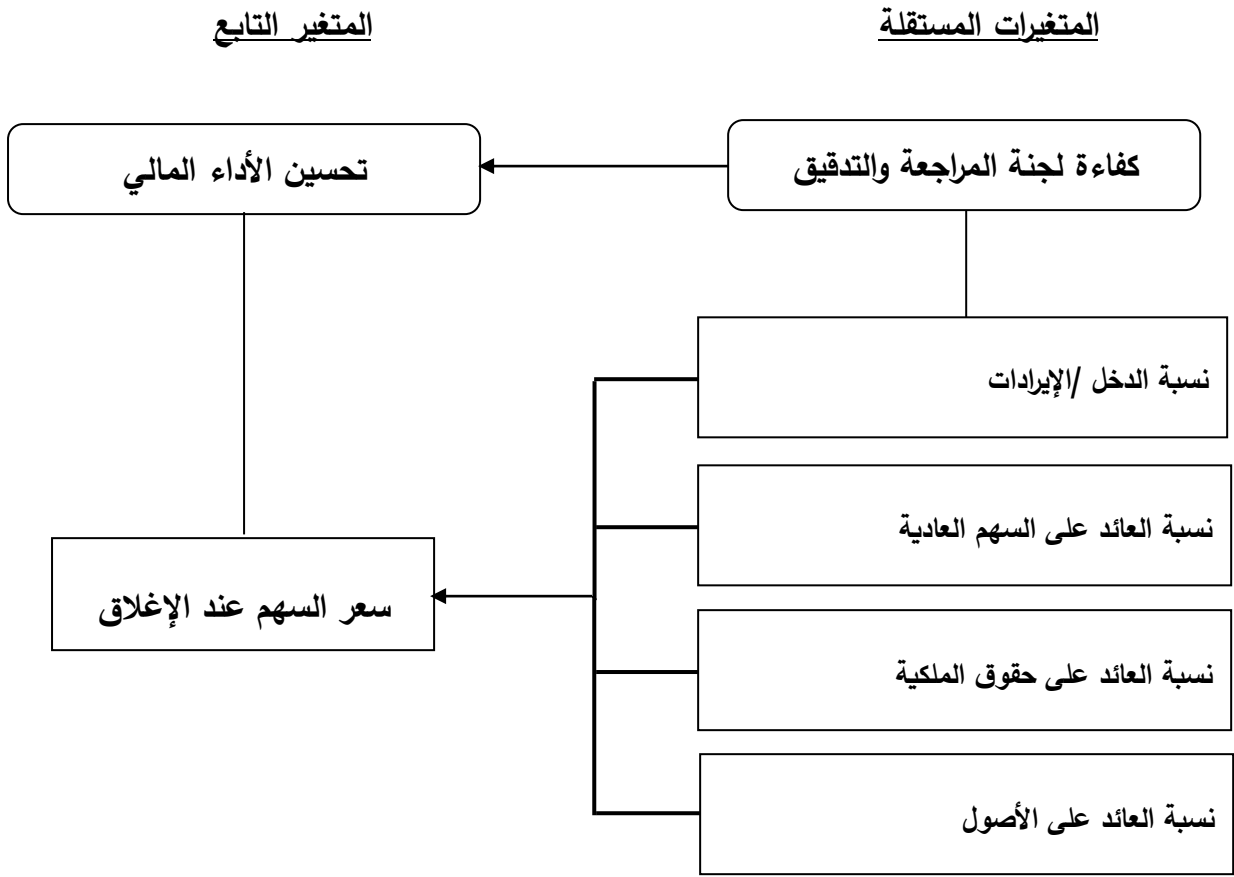 المتغيرات المستقلة
المتغير التابع
كفاءة لجنة المراجعة والتدقيق
تحسين الأداء المالي
نسبة الدخل /الإيرادات
نسبة العائد على السهم العادية
سعر السهم عند الإغلاق
نسبة العائد على حقوق الملكية
نسبة العائد على الأصول